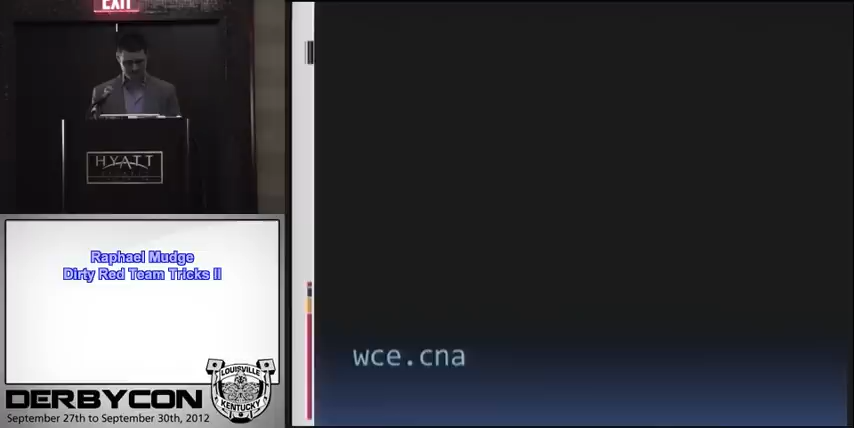 EXIT
HYATT
Raphael Mudge
Dirty Red Team Tricks II
LOUISVILLE
KENTUCKY
DERBYCON
September 27th to September 30th, 2012
wce.cna